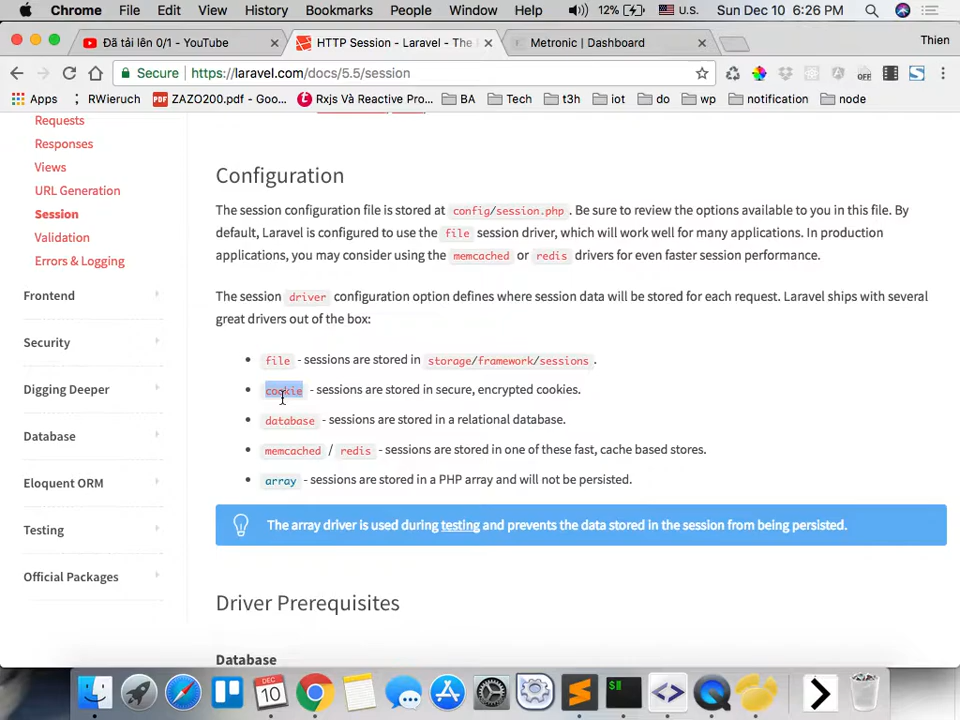 Chrome File Edit View History Bookmarks People Window Help 12% U.S. Sun Dec 10 6:26 PM
Đã tải lên 0/1 - YouTube
HTTP Session - Laravel - The
Metronic | Dashboard
Thien
Secure https://laravel.com/docs/5.5/session
OFF
Apps RWieruch ZAZO200.pdf - Goo... Rxjs Và Reactive Pro... BA Tech t3h iot do wp notification node
Requests
Responses
Views
URL Generation
Session
Validation
Errors & Logging
Frontend
Security
Digging Deeper
Database
Eloquent ORM
Testing
Official Packages
Configuration
The session configuration file is stored at config/session.php. Be sure to review the options available to you in this file. By
default, Laravel is configured to use the file session driver, which will work well for many applications. In production
applications, you may consider using the memcached or redis drivers for even faster session performance.
The session driver configuration option defines where session data will be stored for each request. Laravel ships with several
great drivers out of the box:
• file - sessions are stored in storage/framework/sessions.
• cookie - sessions are stored in secure, encrypted cookies.
• database - sessions are stored in a relational database.
• memcached / redis - sessions are stored in one of these fast, cache based stores.
• array - sessions are stored in a PHP array and will not be persisted.
The array driver is used during testing and prevents the data stored in the session from being persisted.
Driver Prerequisites
Database
DEC
10